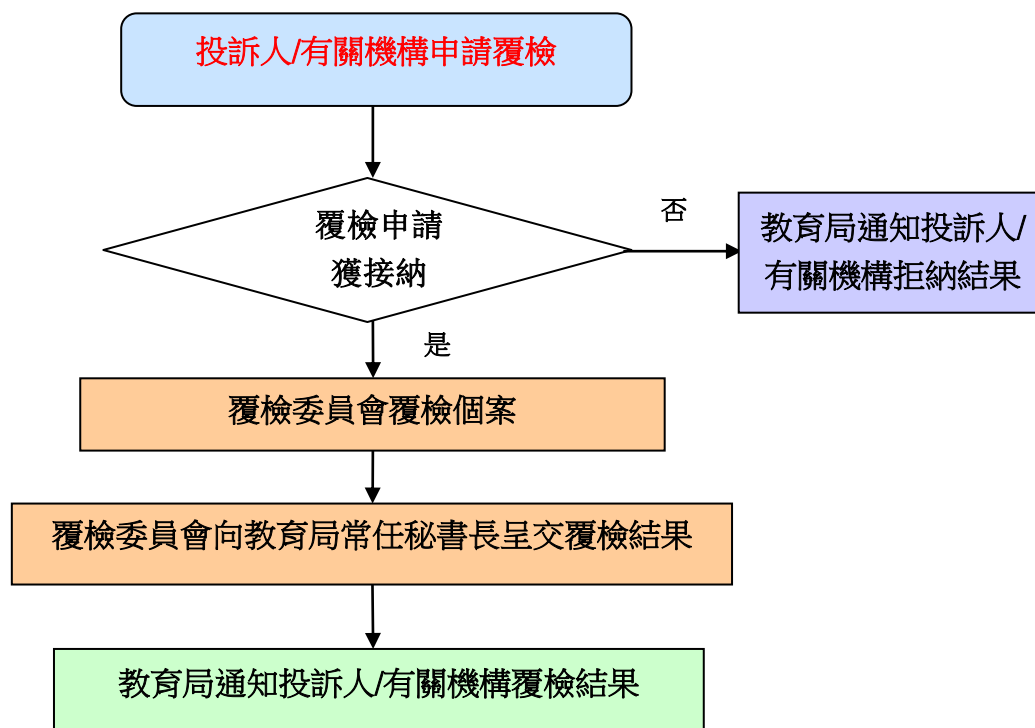 投訴人/有關機構申請覆檢
覆檢申請
獲接納
否
教育局通知投訴人/
有關機構拒納結果
是
覆檢委員會覆檢個案
覆檢委員會向教育局常任秘書長呈交覆檢結果
教育局通知投訴人/有關機構覆檢結果